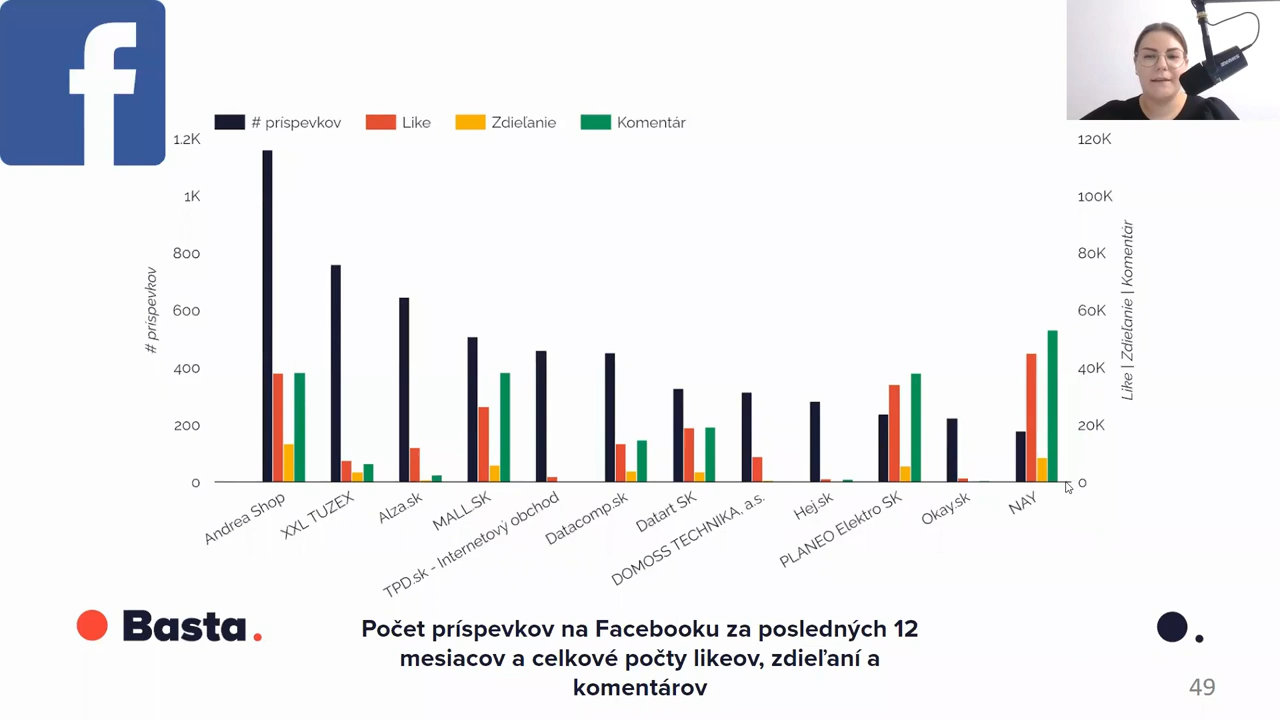 # príspevkov
Like
Zdieľanie
Komentár
1.2K
1K
800
600
400
200
0
# príspevkov
120K
100K
80K
60K
40K
20K
0
Like | Zdieľanie | Komentár
Andrea Shop
XXL TUZEX
Alza.sk
MALL.SK
TPD.sk - Internetový obchod
Datacomp.sk
Datart SK
DOMOSS TECHNIKA, a.s.
Hej.sk
PLANEO Elektro SK
Okay.sk
NAY
Basta.
Počet príspevkov na Facebooku za posledných 12
mesiacov a celkové počty likeov, zdieľaní a
komentárov
49